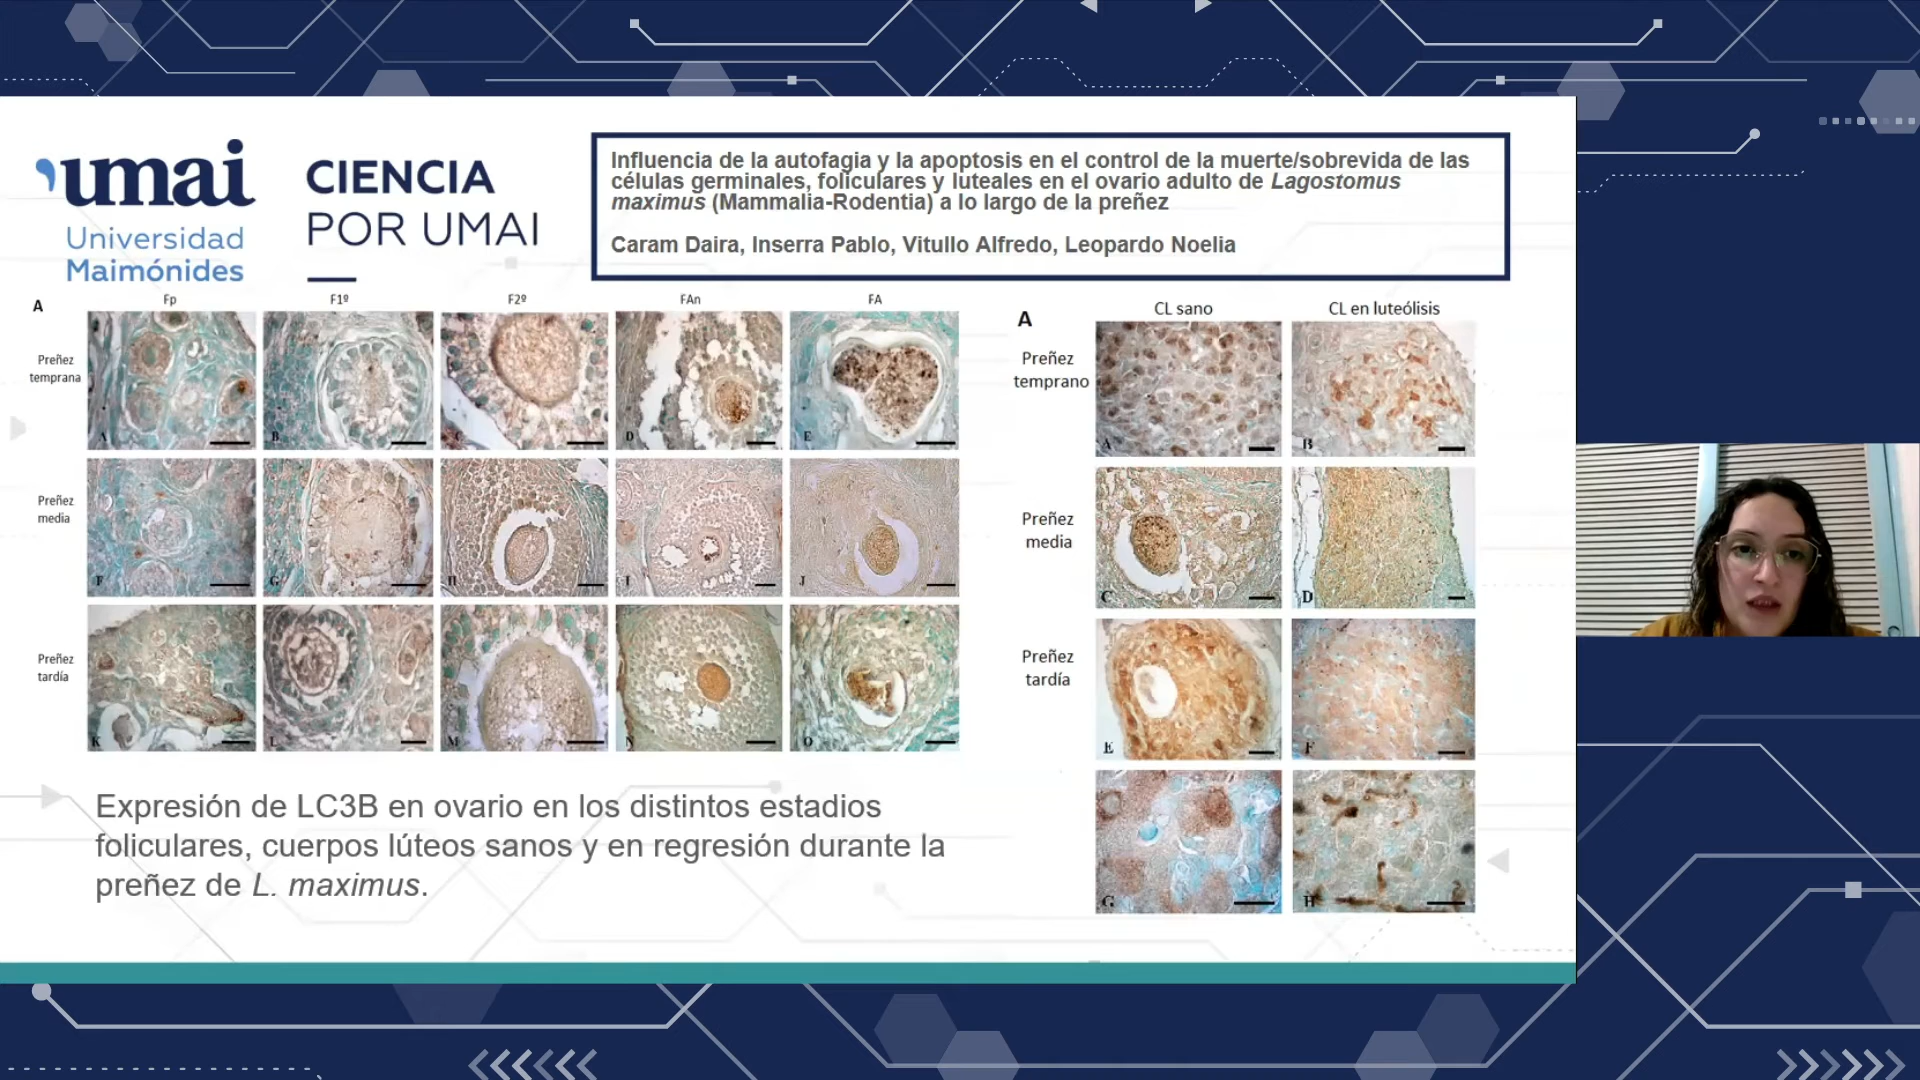 umai
Universidad
Maimónides
CIENCIA
POR UMAI
Influencia de la autofagia y la apoptosis en el control de la muerte/sobrevida de las
células germinales, foliculares y luteales en el ovario adulto de Lagostomus
maximus (Mammalia-Rodentia) a lo largo de la preñez
Caram Daira, Inserra Pablo, Vitullo Alfredo, Leopardo Noelia
A
Fp F1º F2º FAn FA
Preñez
temprana
A B C D E
Preñez
media
F G H I J
Preñez
tardía
K L M N O
A
CL sano CL en luteólisis
Preñez
temprano
A B
Preñez
media
C D
Preñez
tardía
E F
G H
Expresión de LC3B en ovario en los distintos estadios
foliculares, cuerpos lúteos sanos y en regresión durante la
preñez de L. maximus.